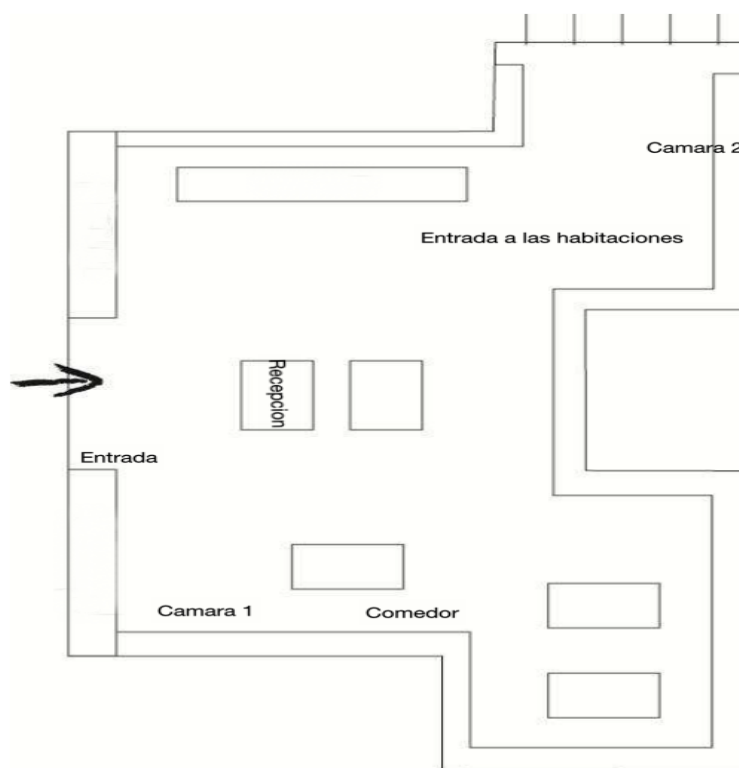 Camara 2
Entrada a las habitaciones
Recepcion
Entrada
Camara 1
Comedor